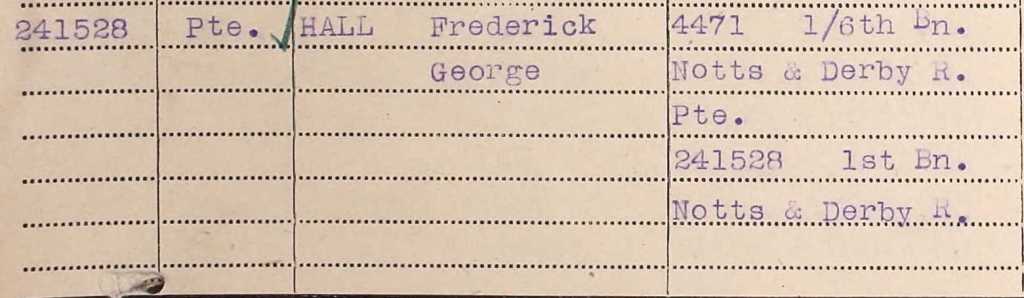 241528 Pte. HALL Frederick 4471 1/6th Bn.
George Notts & Derby R.
Pte.
241528 1st Bn.
Notts & Derby R.